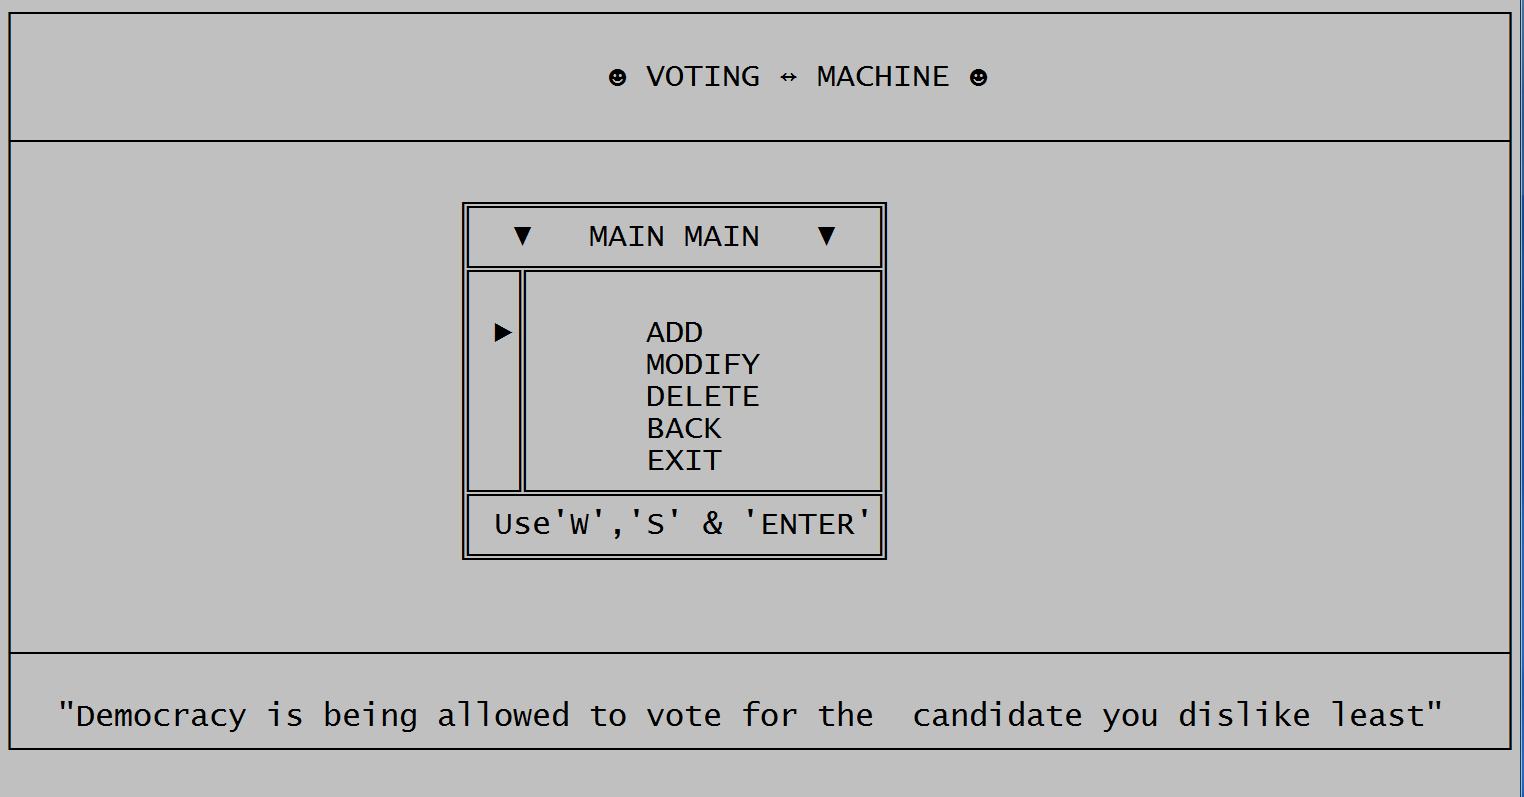 ☻ VOTING ↔ MACHINE ☻
▼ MAIN MAIN ▼
► ADD
MODIFY
DELETE
BACK
EXIT
Use'W','S' & 'ENTER'
"Democracy is being allowed to vote for the  candidate you dislike least"